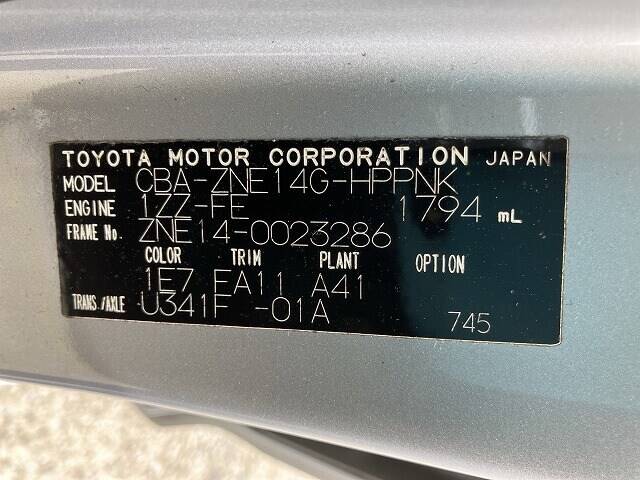 TOYOTA MOTOR CORPORATION JAPAN
MODEL CBA-ZNE14G-HPPNK
ENGINE 1ZZ-FE 1794 mL
FRAME No. ZNE14-0023286
COLOR TRIM PLANT OPTION
1E7 FA11 A41
TRANS./AXLE U341F -01A
745